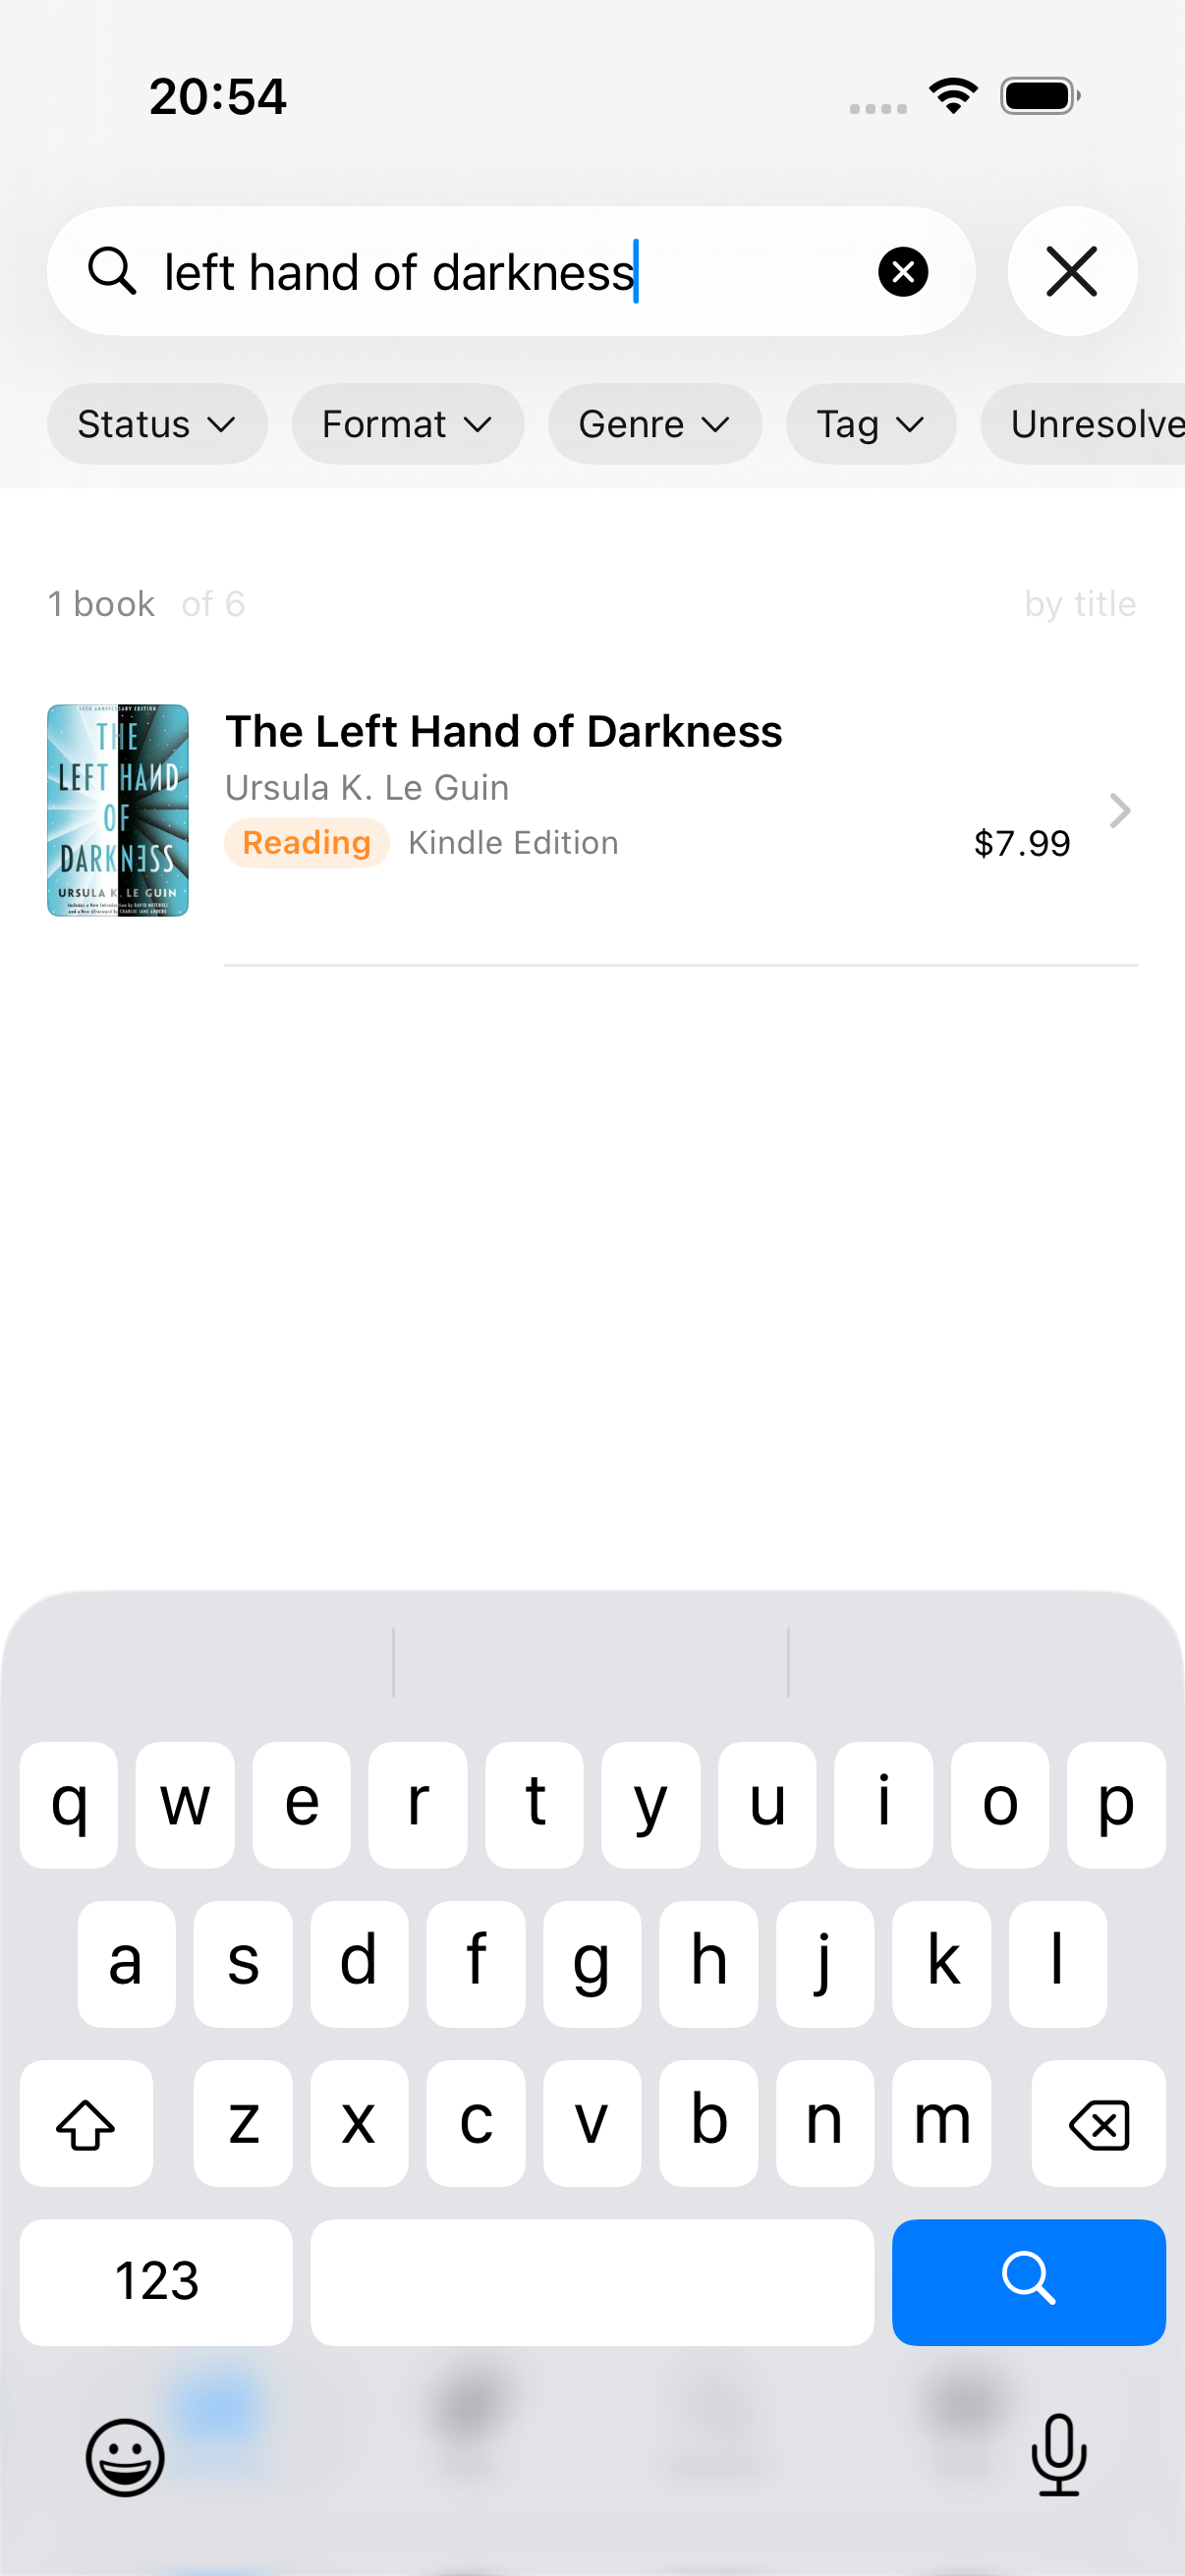 20:54
left hand of darkness
Status
Format
Genre
Tag
Unresolve
1 book of 6
by title
THE
LEFT HAND
OF
DARKNESS
URSULA K. LE GUIN
The Left Hand of Darkness
Ursula K. Le Guin
Reading
Kindle Edition
$7.99
q w e r t y u i o p
a s d f g h j k l
z x c v b n m
123